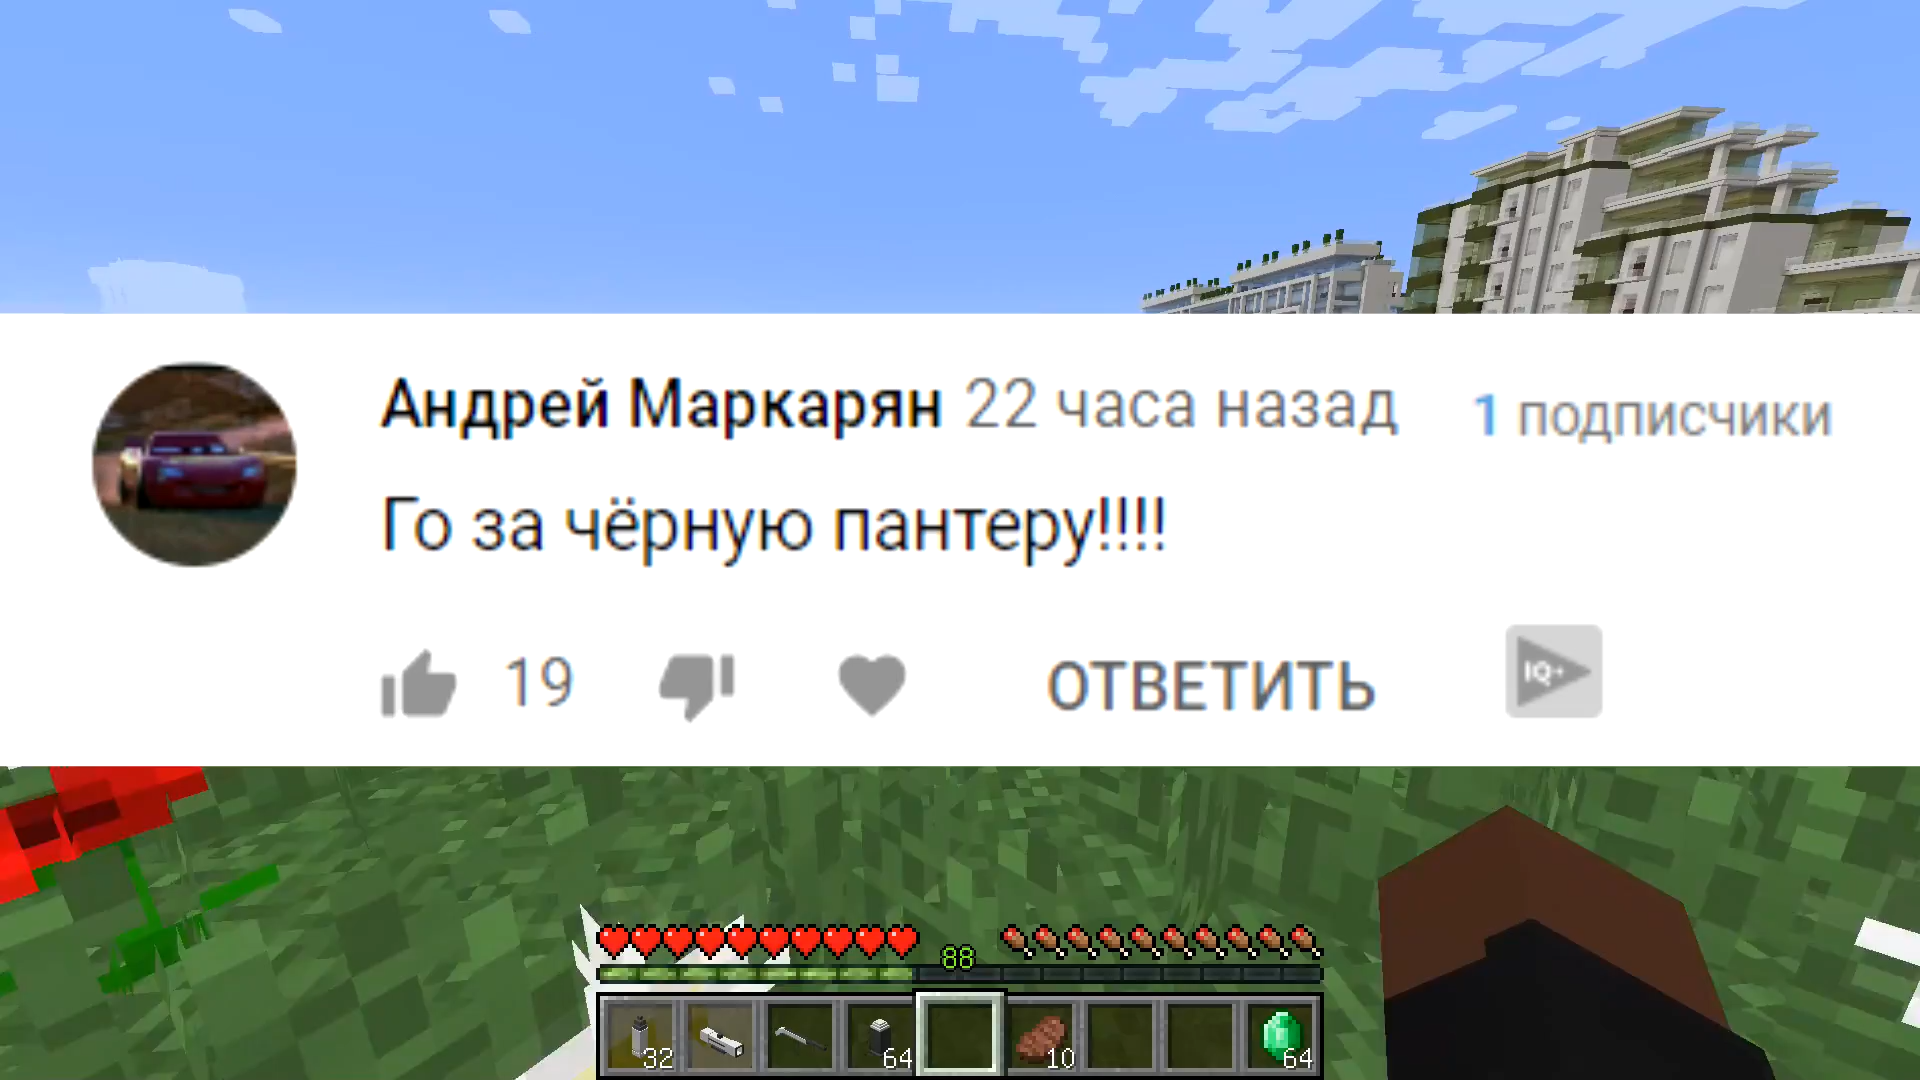 Андрей Маркарян 22 часа назад 1 подписчики
Го за чёрную пантеру!!!!
19 ОТВЕТИТЬ IQ+
88
32 64 10 64